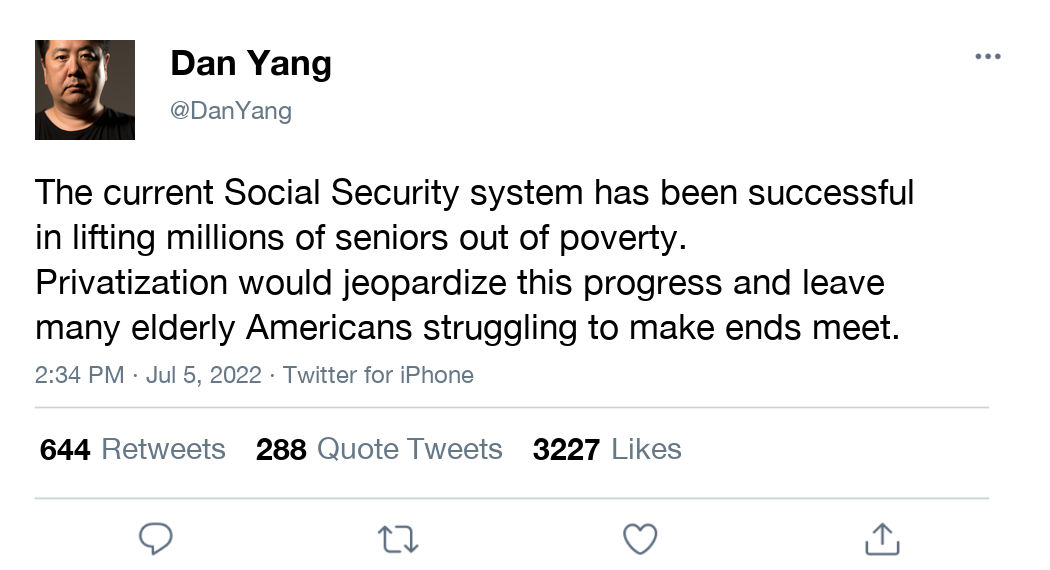 Dan Yang
@DanYang
The current Social Security system has been successful
in lifting millions of seniors out of poverty.
Privatization would jeopardize this progress and leave
many elderly Americans struggling to make ends meet.
2:34 PM · Jul 5, 2022 · Twitter for iPhone
644 Retweets 288 Quote Tweets 3227 Likes